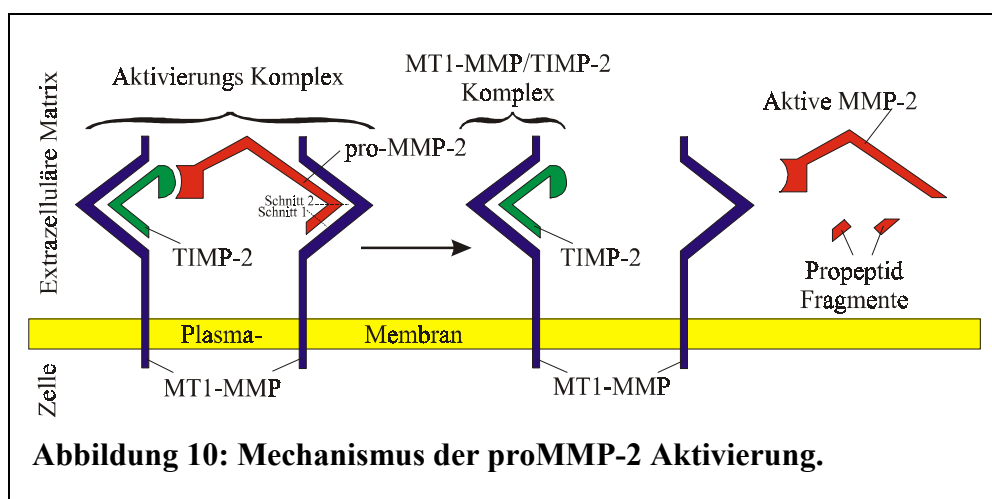 Aktivierungs Komplex
MT1-MMP/TIMP-2
Komplex
Aktive MMP-2
pro-MMP-2
Schnitt 2
Schnitt 1
TIMP-2
TIMP-2
Propeptid
Fragmente
Extrazelluläre Matrix
Plasma- Membran
Zelle
MT1-MMP
MT1-MMP
Abbildung 10: Mechanismus der proMMP-2 Aktivierung.